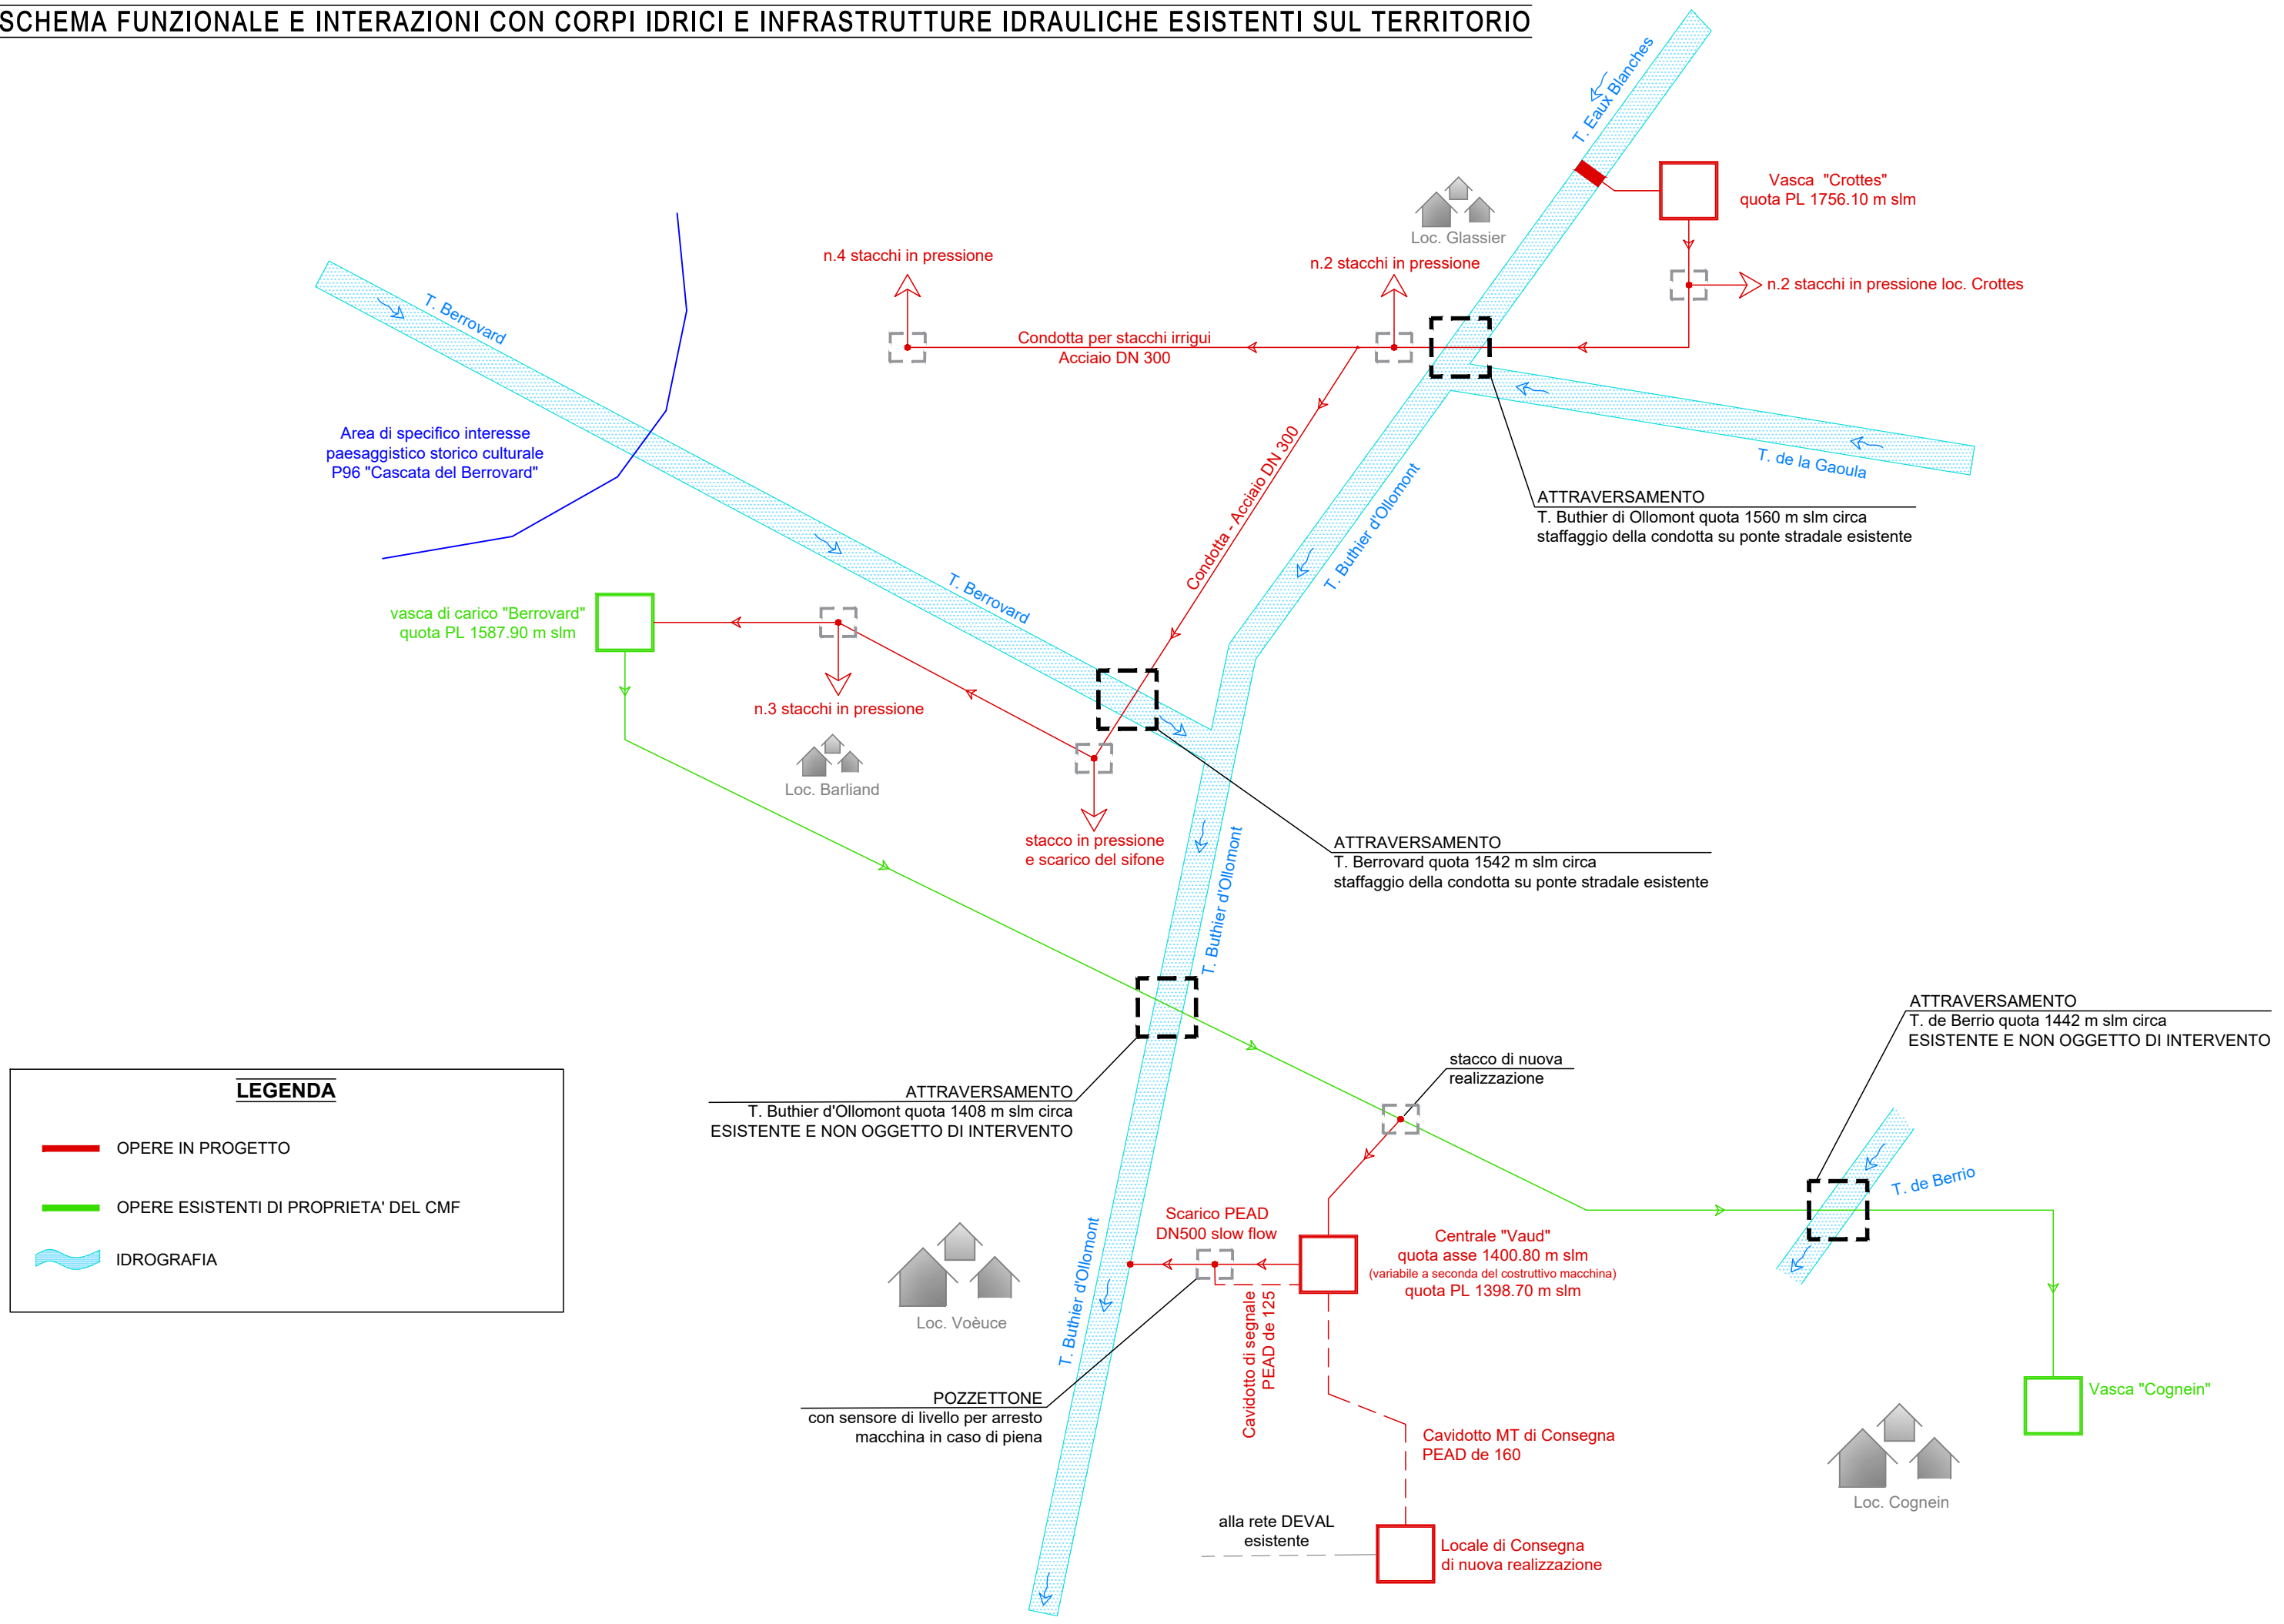 SCHEMA FUNZIONALE E INTERAZIONI CON CORPI IDRICI E INFRASTRUTTURE IDRAULICHE ESISTENTI SUL TERRITORIO
T. Eaux Blanches
Vasca "Crottes"
quota PL 1756.10 m slm
Loc. Glassier
n.4 stacchi in pressione
n.2 stacchi in pressione
n.2 stacchi in pressione loc. Crottes
T. Berrovard
Condotta per stacchi irrigui
Acciaio DN 300
Area di specifico interesse
paesaggistico storico culturale
P96 "Cascata del Berrovard"
Condotta - Acciaio DN 300
T. Buthier d'Ollomont
T. de la Gaoula
ATTRAVERSAMENTO
T. Buthier di Ollomont quota 1560 m slm circa
staffaggio della condotta su ponte stradale esistente
T. Berrovard
vasca di carico "Berrovard"
quota PL 1587.90 m slm
n.3 stacchi in pressione
Loc. Barliand
stacco in pressione
e scarico del sifone
ATTRAVERSAMENTO
T. Berrovard quota 1542 m slm circa
staffaggio della condotta su ponte stradale esistente
T. Buthier d'Ollomont
ATTRAVERSAMENTO
T. de Berrio quota 1442 m slm circa
ESISTENTE E NON OGGETTO DI INTERVENTO
stacco di nuova
realizzazione
ATTRAVERSAMENTO
T. Buthier d'Ollomont quota 1408 m slm circa
ESISTENTE E NON OGGETTO DI INTERVENTO
LEGENDA
OPERE IN PROGETTO
OPERE ESISTENTI DI PROPRIETA' DEL CMF
IDROGRAFIA
T. de Berrio
Scarico PEAD
DN500 slow flow
Centrale "Vaud"
quota asse 1400.80 m slm
(variabile a seconda del costruttivo macchina)
quota PL 1398.70 m slm
Loc. Voèuce
T. Buthier d'Ollomont
Cavidotto di segnale
PEAD de 125
POZZETTONE
con sensore di livello per arresto
macchina in caso di piena
Vasca "Cognein"
Cavidotto MT di Consegna
PEAD de 160
Loc. Cognein
alla rete DEVAL
esistente
Locale di Consegna
di nuova realizzazione